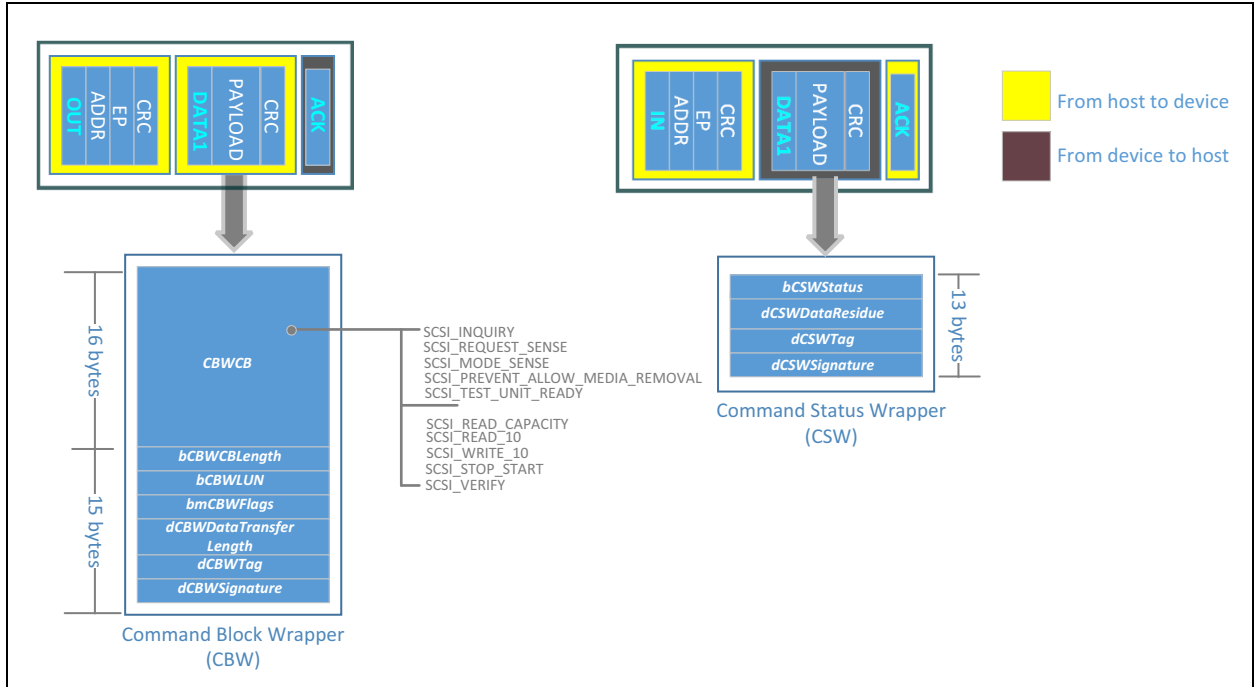 OUT
ADDR
EP
CRC
DATA1
PAYLOAD
CRC
ACK
IN
ADDR
EP
CRC
DATA1
PAYLOAD
CRC
ACK
From host to device
From device to host
16 bytes
15 bytes
CBWCB
bCBWCBLength
bCBWLUN
bmCBWFlags
dCBWDataTransfer
Length
dCBWTag
dCBWSignature
Command Block Wrapper
(CBW)
SCSI_INQUIRY
SCSI_REQUEST_SENSE
SCSI_MODE_SENSE
SCSI_PREVENT_ALLOW_MEDIA_REMOVAL
SCSI_TEST_UNIT_READY
SCSI_READ_CAPACITY
SCSI_READ_10
SCSI_WRITE_10
SCSI_STOP_START
SCSI_VERIFY
bCSWStatus
dCSWDataResidue
dCSWTag
dCSWSignature
13 bytes
Command Status Wrapper
(CSW)